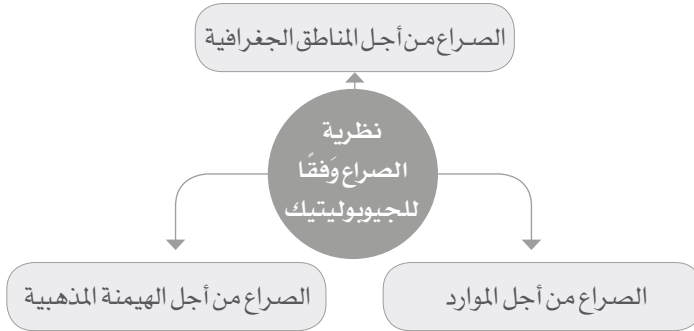 الصراع من أجل المناطق الجغرافية
نظرية
الصراع وَفقًا
للجيوبوليتيك
الصراع من أجل الموارد
الصراع من أجل الهيمنة المذهبية